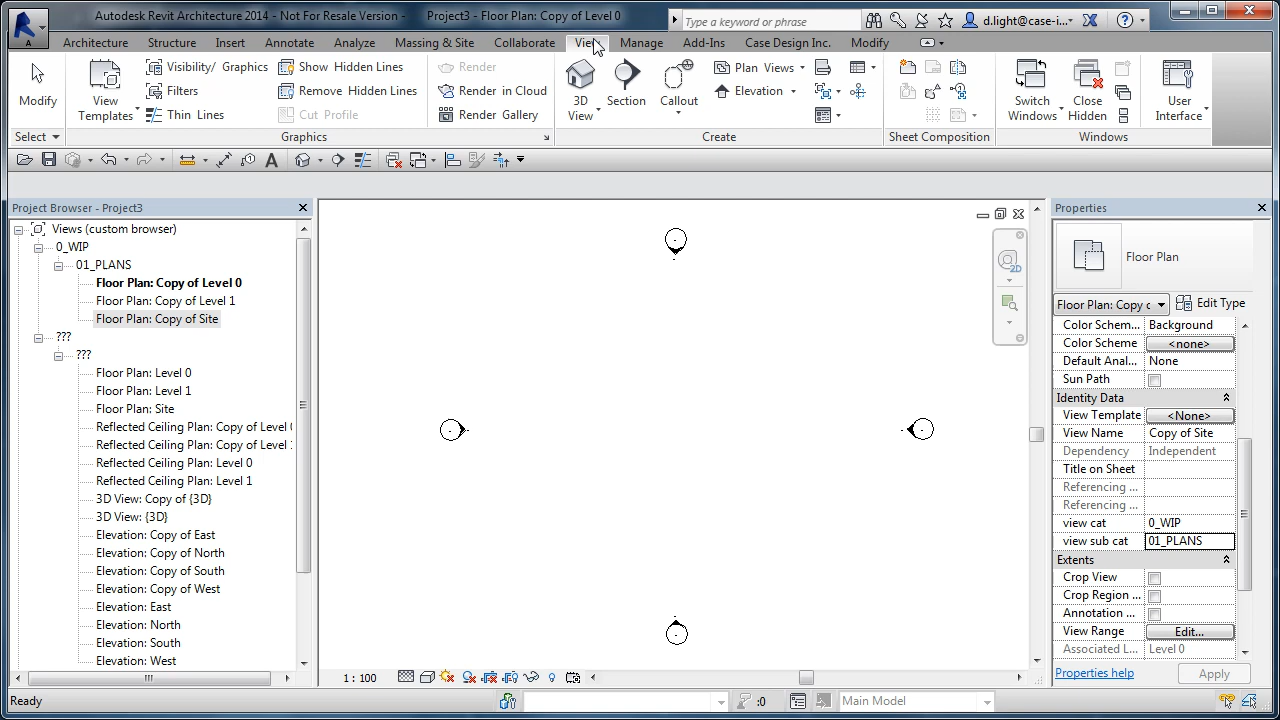 Autodesk Revit Architecture 2014 - Not For Resale Version - Project3 - Floor Plan: Copy of Level 0
Type a keyword or phrase
d.light@case-i...
Architecture Structure Insert Annotate Analyze Massing & Site Collaborate View Manage Add-Ins Case Design Inc. Modify
Modify
View Templates
Visibility/ Graphics
Filters
Thin Lines
Show Hidden Lines
Remove Hidden Lines
Cut Profile
Render
Render in Cloud
Render Gallery
3D View
Section
Callout
Plan Views
Elevation
Switch Windows
Close Hidden
User Interface
Select Graphics Create Sheet Composition Windows
Project Browser - Project3
Views (custom browser)
0_WIP
01_PLANS
Floor Plan: Copy of Level 0
Floor Plan: Copy of Level 1
Floor Plan: Copy of Site
???
???
Floor Plan: Level 0
Floor Plan: Level 1
Floor Plan: Site
Reflected Ceiling Plan: Copy of Level
Reflected Ceiling Plan: Copy of Level
Reflected Ceiling Plan: Level 0
Reflected Ceiling Plan: Level 1
3D View: Copy of {3D}
3D View: {3D}
Elevation: Copy of East
Elevation: Copy of North
Elevation: Copy of South
Elevation: Copy of West
Elevation: East
Elevation: North
Elevation: South
Elevation: West
2D
1 : 100
Properties
Floor Plan
Floor Plan: Copy c
Edit Type
Color Schem... Background
Color Scheme <none>
Default Anal... None
Sun Path
Identity Data
View Template <None>
View Name Copy of Site
Dependency Independent
Title on Sheet
Referencing ...
Referencing ...
view cat 0_WIP
view sub cat 01_PLANS
Extents
Crop View
Crop Region ...
Annotation ...
View Range Edit...
Associated L... Level 0
Properties help
Apply
Ready
:0
Main Model